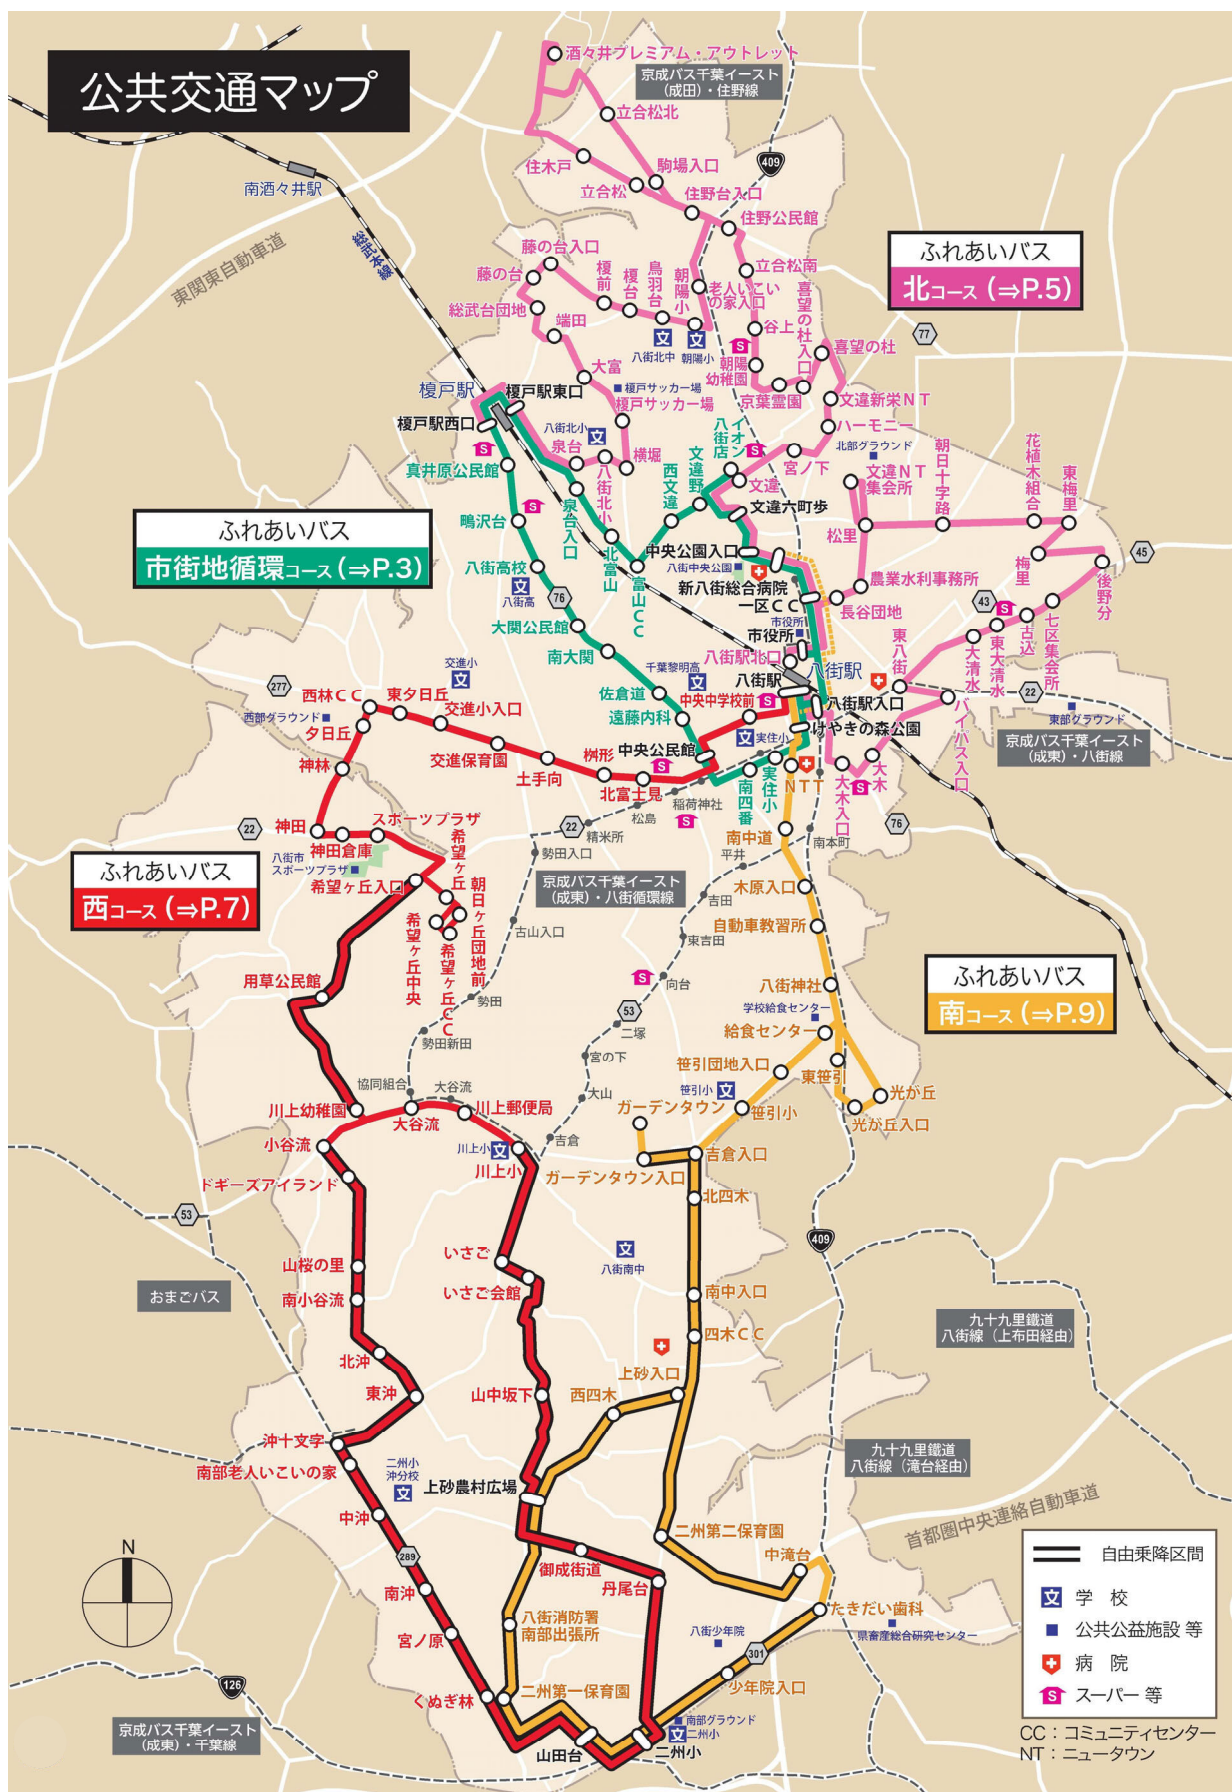 公共交通マップ
酒々井プレミアム・アウトレット
京成バス千葉イースト
(成田)・住野線
立合松北
409
住木戸
駒場入口
立合松
住野台入口
住野公民館
南酒々井駅
総武本線
東関東自動車道
藤の台入口
藤の台
榎前
榎台
鳥羽台
朝陽小
老人いこい
の家入口
立合松南
喜望の杜入口
総武台団地
端田
谷上
喜望の杜
八街北中
朝陽小
朝陽
幼稚園
京葉霊園
ふれあいバス
北コース(⇒P.5)
77
大富
榎戸サッカー場
榎戸サッカー場
文違新栄NT
ハーモニー
榎戸駅
榎戸駅東口
榎戸駅西口
八街北小
泉台
八街北小
横堀
真井原公民館
泉台入口
西文違
文違野
イオン
八街店
文違
宮ノ下
北部グラウンド
文違NT
集会所
朝日十字路
花植木組合
東梅里
文違六町歩
松里
梅里
後野分
45
ふれあいバス
市街地循環コース(⇒P.3)
鴫沢台
北富山
富山CC
中央公園入口
八街中央公園
新八街総合病院
一区CC
農業水利事務所
長谷団地
43
八街高校
八街高
76
大関公民館
南大関
市役所
市役所
八街駅北口
八街駅
八街駅
東八街
大清水
東大清水
古込
七区集会所
22
東部グラウンド
京成バス千葉イースト
(成東)・八街線
277
西林CC
東夕日丘
交進小
交進小入口
西部グラウンド
夕日丘
交進保育園
神林
土手向
桝形
北富士見
佐倉道
遠藤内科
千葉黎明高
中央中学校前
中央公民館
実住小
八街駅入口
けやきの森公園
バイパス入口
大木
大木入口
76
実住小
南四番
NTT
稲荷神社
松島
22
精米所
勢田入口
南中道
南本町
平井
22
神田
神田倉庫
スポーツプラザ
八街市
スポーツプラザ
希望ヶ丘入口
希望ヶ丘
朝日ヶ丘団地前
希望ヶ丘CC
希望ヶ丘中央
ふれあいバス
西コース(⇒P.7)
京成バス千葉イースト
(成東)・八街循環線
木原入口
吉田
自動車教習所
東吉田
古山入口
用草公民館
勢田
勢田新田
向台
53
二塚
宮の下
大山
八街神社
学校給食センター
給食センター
ふれあいバス
南コース(⇒P.9)
笹引団地入口
東笹引
光が丘
光が丘入口
笹引小
笹引小
ガーデンタウン
ガーデンタウン入口
吉倉入口
北四木
協同組合
大谷流
川上幼稚園
大谷流
川上郵便局
吉倉
小谷流
川上小
川上小
ドギーズアイランド
53
409
いさご
いさご会館
八街南中
山桜の里
南小谷流
おまごバス
南中入口
四木CC
九十九里鐵道
八街線(上布田経由)
北沖
東沖
山中坂下
上砂入口
西四木
沖十文字
南部老人いこいの家
二州小
沖分校
上砂農村広場
九十九里鐵道
八街線(滝台経由)
首都圏中央連絡自動車道
中沖
289
御成街道
丹尾台
二州第二保育園
中滝台
たきだい歯科
県畜産総合研究センター
N
南沖
宮ノ原
八街消防署
南部出張所
八街少年院
301
少年院入口
くぬぎ林
二州第一保育園
山田台
南部グラウンド
二州小
二州小
126
京成バス千葉イースト
(成東)・千葉線
自由乗降区間
学校
公共公益施設 等
病院
スーパー 等
CC:コミュニティセンター
NT:ニュータウン